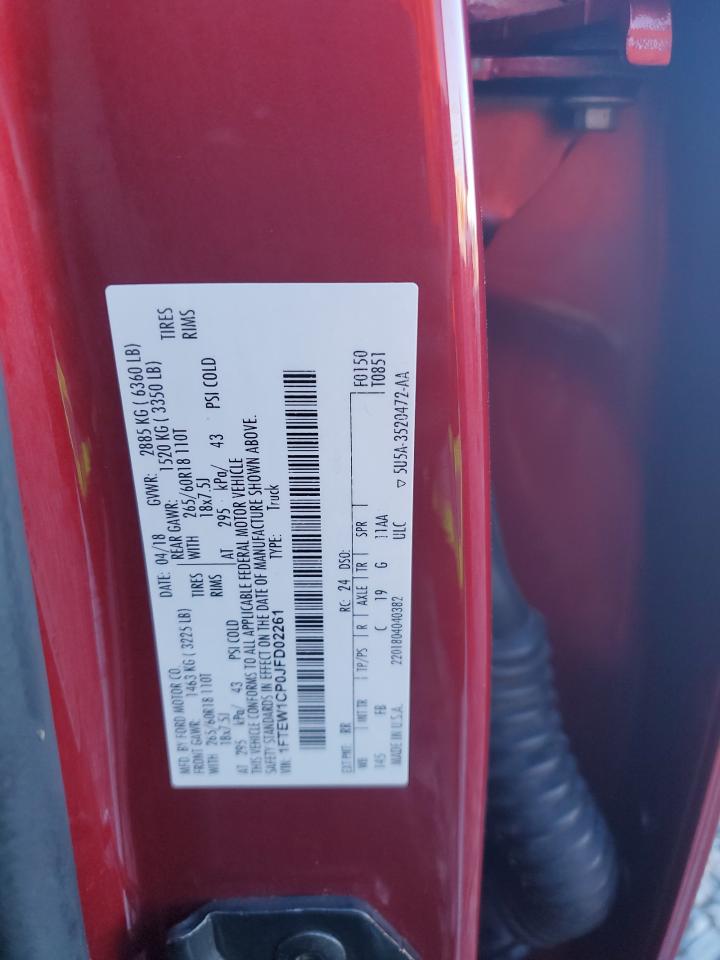 MFD. BY FORD MOTOR CO.
DATE: 04/18 GVWR: 2885 KG ( 6360 LB)
FRONT GAWR: 1463 KG ( 3225 LB) REAR GAWR: 1520 KG ( 3350 LB)
WITH 265/60R18 110T TIRES WITH 265/60R18 110T TIRES
18x7.5J RIMS 18x7.5J RIMS
AT 295 kPa/ 43 PSI COLD AT 295 kPa/ 43 PSI COLD
THIS VEHICLE CONFORMS TO ALL APPLICABLE FEDERAL MOTOR VEHICLE
SAFETY STANDARDS IN EFFECT ON THE DATE OF MANUFACTURE SHOWN ABOVE.
VIN: 1FTEW1CP0JFD02261 TYPE: Truck
EXT PNT: RR RC: 24 DSO: F0150
WB INT TR TP/PS R AXLE TR SPR T0851
145 FB C 19 G 11AA
MADE IN U.S.A. 2201804040382 ULC ▽ 5U5A-3520472-AA